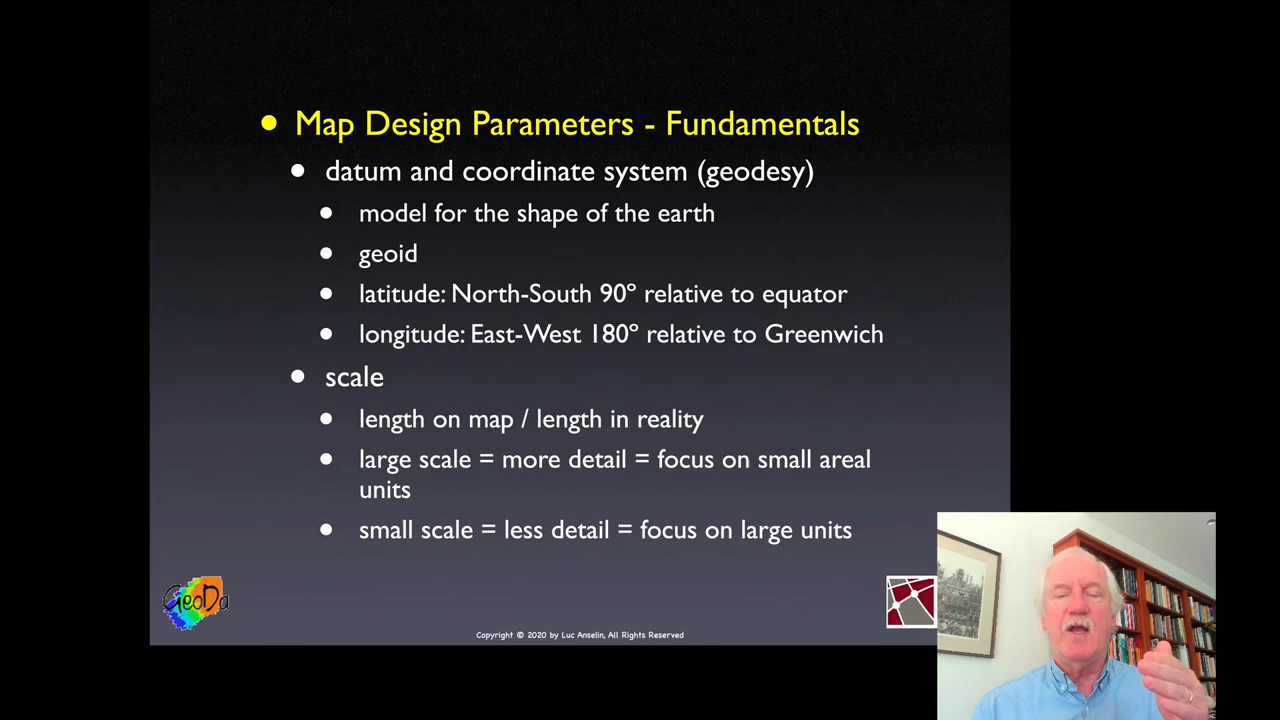 Map Design Parameters - Fundamentals
datum and coordinate system (geodesy)
model for the shape of the earth
geoid
latitude: North-South 90º relative to equator
longitude: East-West 180º relative to Greenwich
scale
length on map / length in reality
large scale = more detail = focus on small areal
units
small scale = less detail = focus on large units
GeoDa
Copyright © 2020 by Luc Anselin, All Rights Reserved